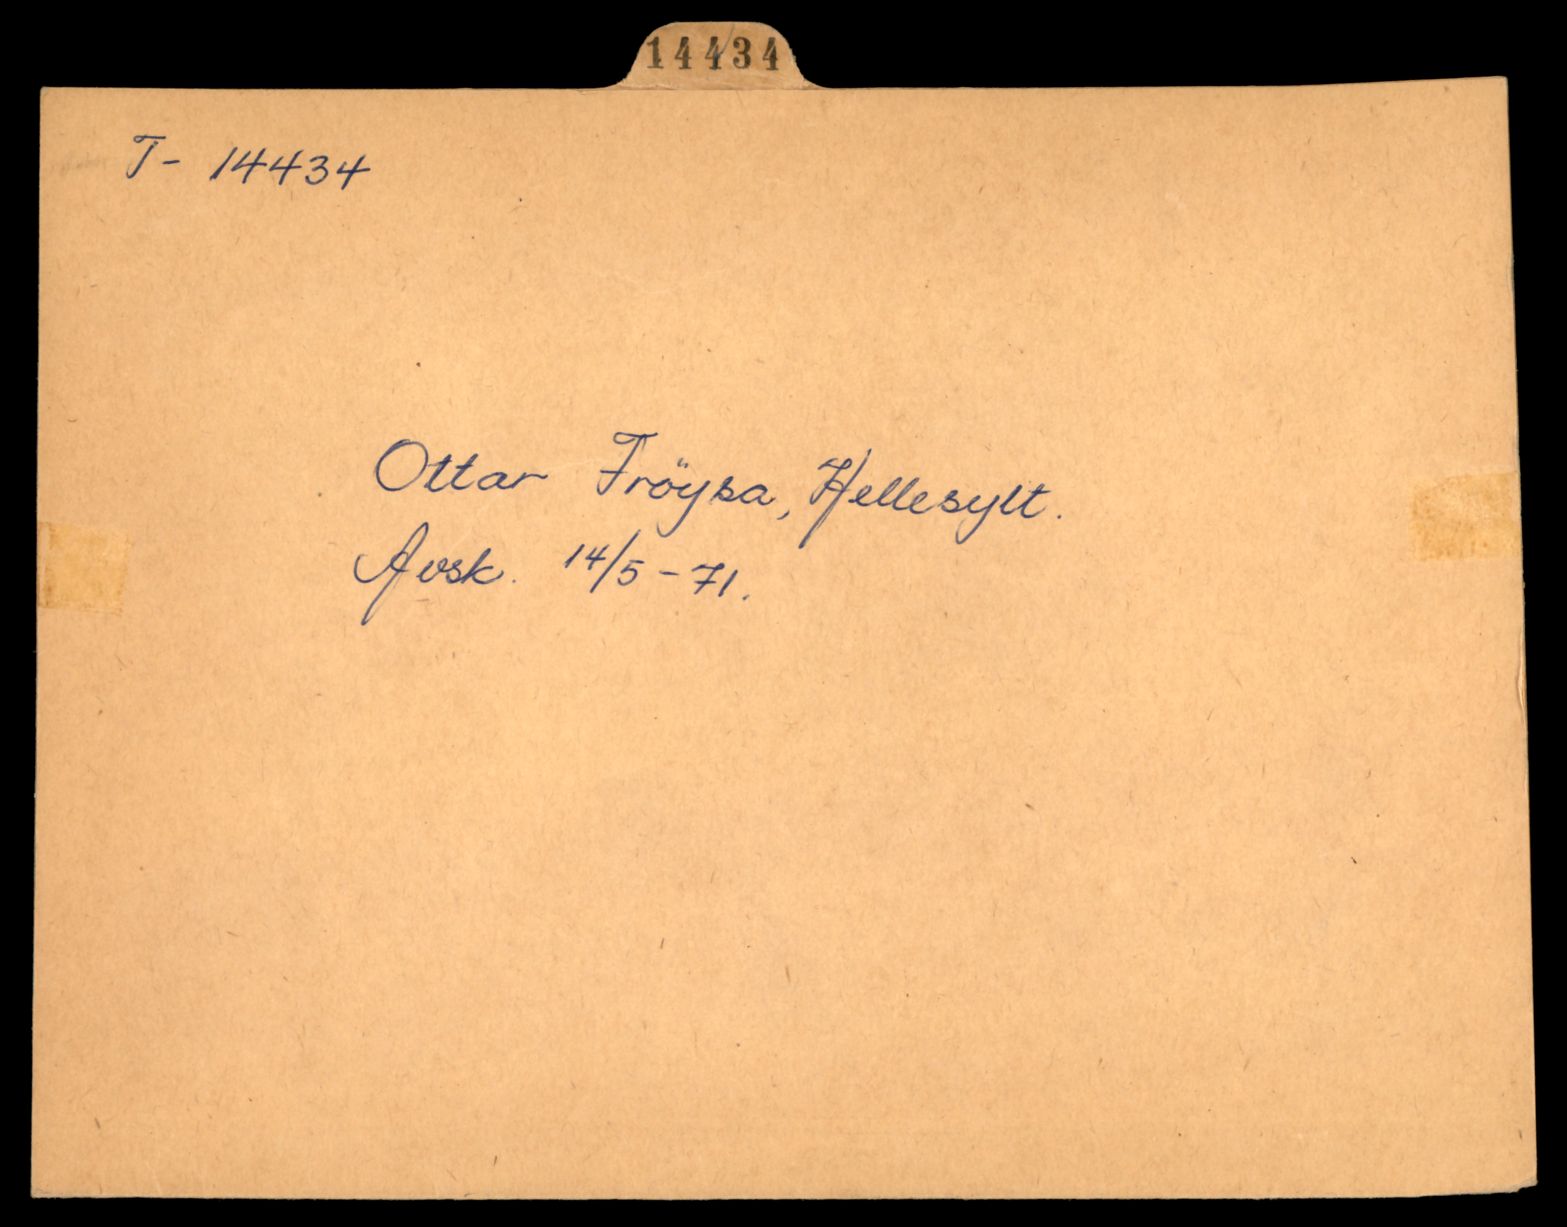 14434
T- 14434
Ottar Fröysa, Hellesylt.
Avsk. 14/5-71.